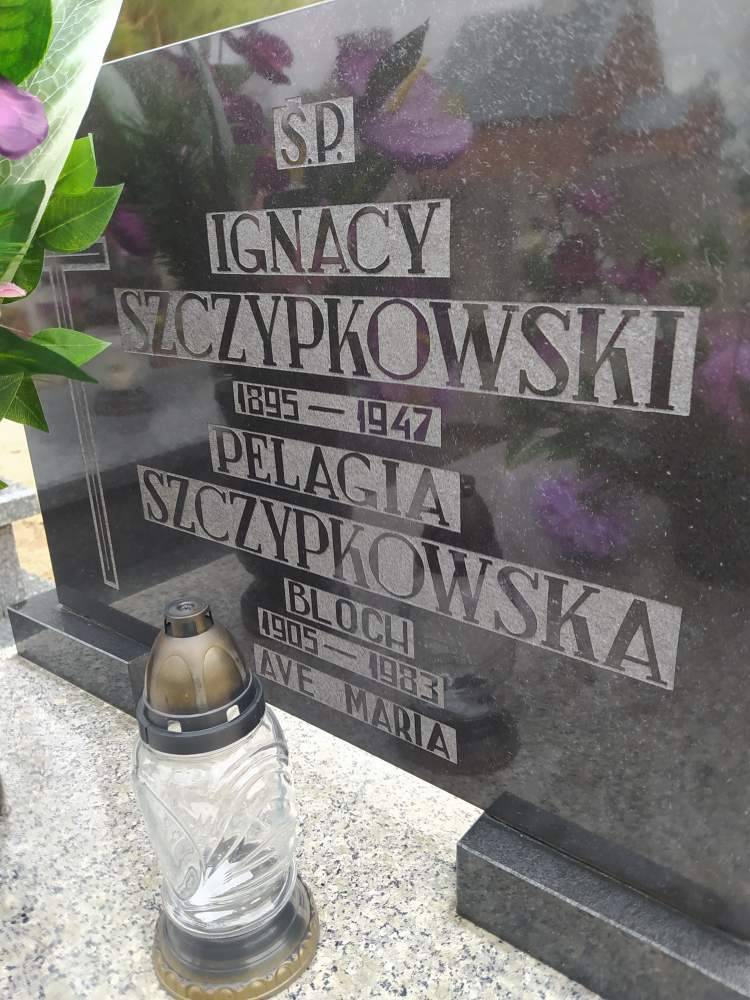 Ś.P.
IGNACY
SZCZYPKOWSKI
1895 — 1947
PELAGIA
SZCZYPKOWSKA
BLOCH
1905 — 1983
AVE MARIA